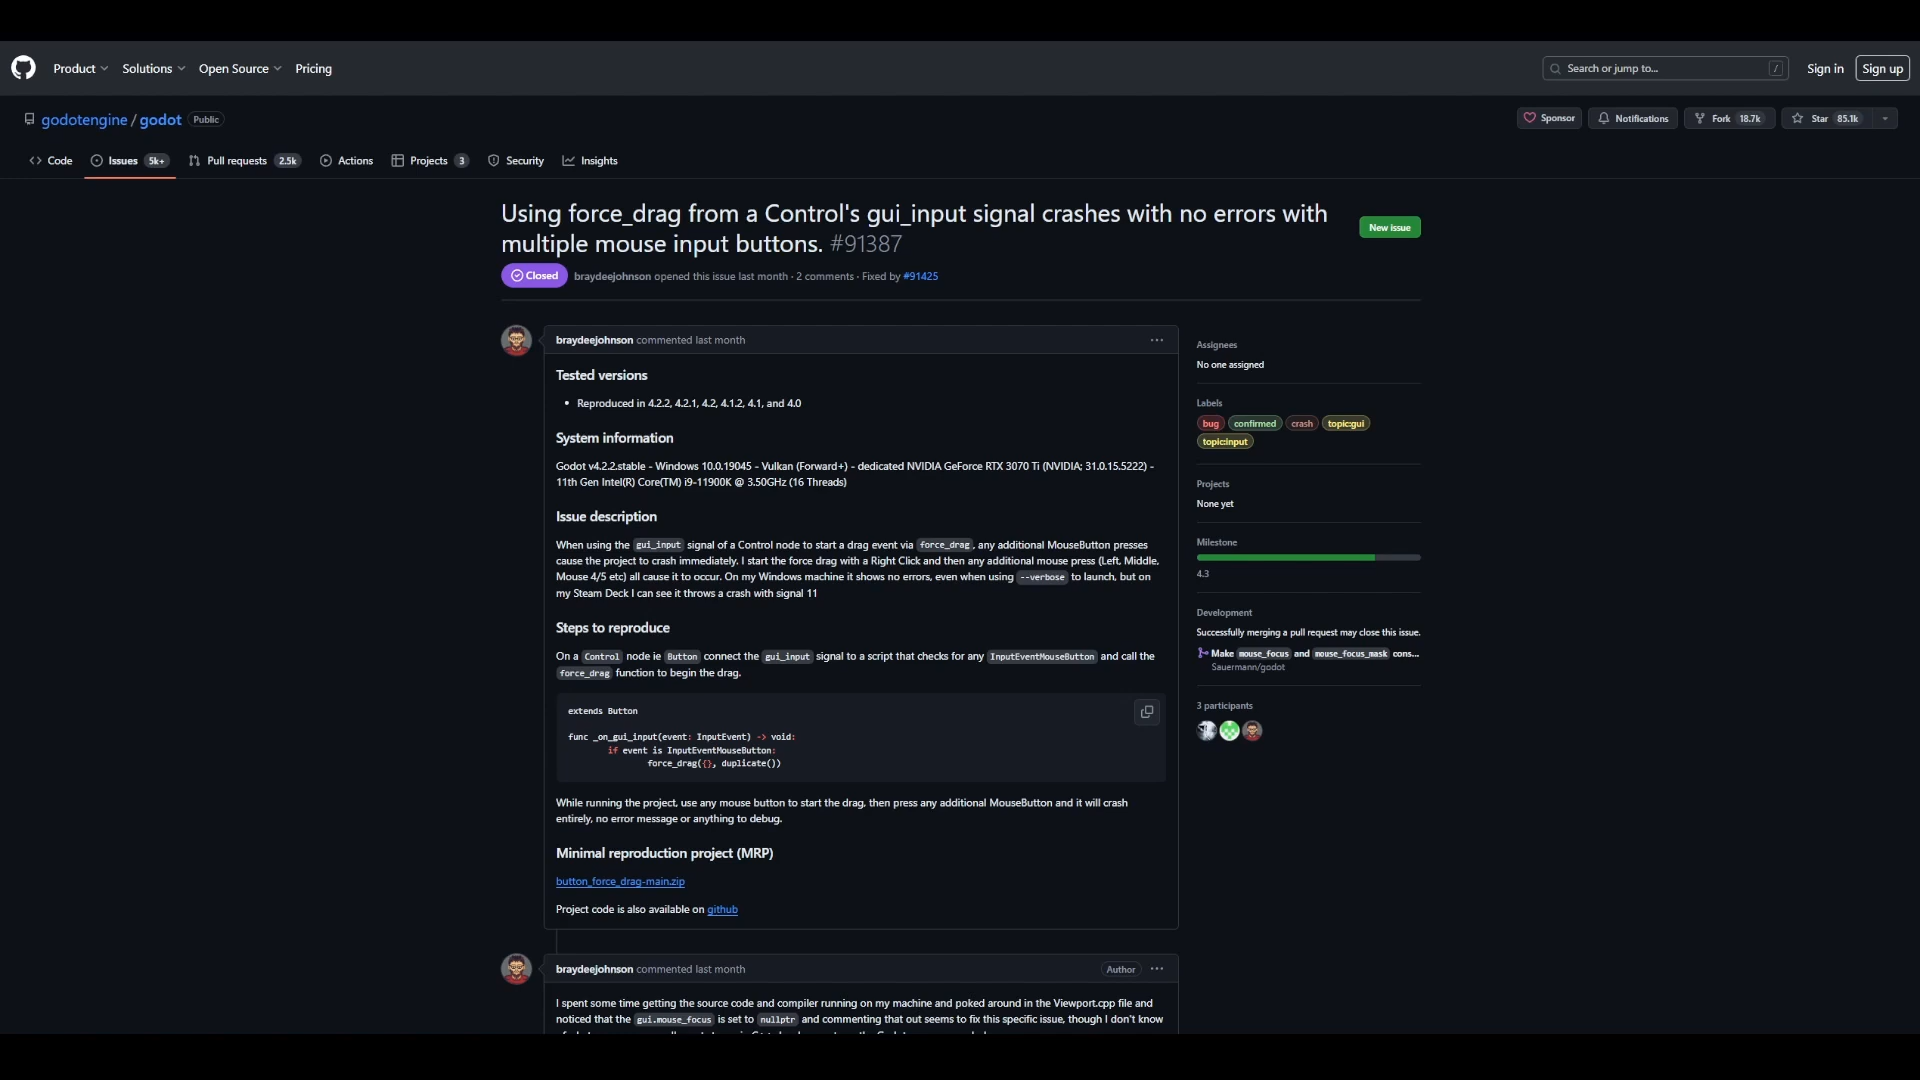 Product Solutions Open Source Pricing Search or jump to... / Sign in Sign up
godotengine / godot Public Sponsor Notifications Fork 18.7k Star 85.1k
Code Issues 5k+ Pull requests 2.5k Actions Projects 3 Security Insights
Using force_drag from a Control's gui_input signal crashes with no errors with
multiple mouse input buttons. #91387
New issue
Closed braydeejohnson opened this issue last month · 2 comments · Fixed by #91425
braydeejohnson commented last month
Tested versions
• Reproduced in 4.2.2, 4.2.1, 4.2, 4.1.2, 4.1, and 4.0
System information
Godot v4.2.2.stable - Windows 10.0.19045 - Vulkan (Forward+) - dedicated NVIDIA GeForce RTX 3070 Ti (NVIDIA; 31.0.15.5222) -
11th Gen Intel(R) Core(TM) i9-11900K @ 3.50GHz (16 Threads)
Issue description
When using the gui_input signal of a Control node to start a drag event via force_drag, any additional MouseButton presses
cause the project to crash immediately. I start the force drag with a Right Click and then any additional mouse press (Left, Middle,
Mouse 4/5 etc) all cause it to occur. On my Windows machine it shows no errors, even when using --verbose to launch, but on
my Steam Deck I can see it throws a crash with signal 11
Steps to reproduce
On a Control node ie Button connect the gui_input signal to a script that checks for any InputEventMouseButton and call the
force_drag function to begin the drag.
extends Button
func _on_gui_input(event: InputEvent) -> void:
if event is InputEventMouseButton:
force_drag({}, duplicate())
While running the project, use any mouse button to start the drag, then press any additional MouseButton and it will crash
entirely, no error message or anything to debug.
Minimal reproduction project (MRP)
button_force_drag-main.zip
Project code is also available on github
braydeejohnson commented last month Author
I spent some time getting the source code and compiler running on my machine and poked around in the Viewport.cpp file and
noticed that the gui.mouse_focus is set to nullptr and commenting that out seems to fix this specific issue, though I don't know
Assignees
No one assigned
Labels
bug confirmed crash topic:gui
topic:input
Projects
None yet
Milestone
4.3
Development
Successfully merging a pull request may close this issue.
Make mouse_focus and mouse_focus_mask cons...
Sauermann/godot
3 participants